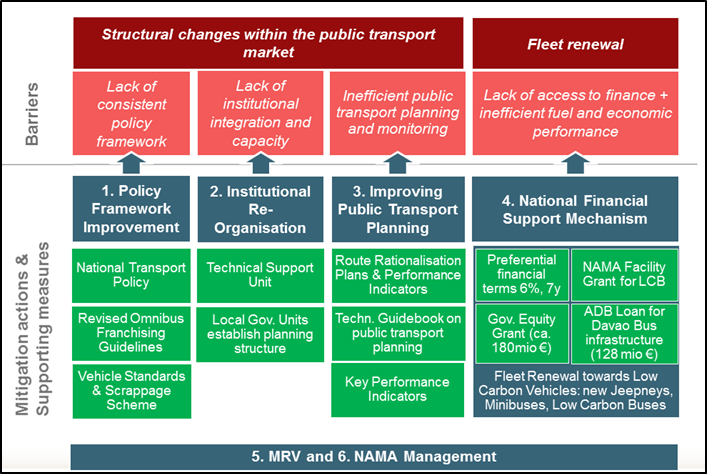 Structural changes within the public transport
market
Fleet renewal
Barriers
Lack of
consistent
policy
framework
Lack of
institutional
integration and
capacity
Inefficient public
transport planning
and monitoring
Lack of access to finance +
inefficient fuel and economic
performance
Mitigation actions &
Supporting measures
1. Policy
Framework
Improvement
2. Institutional
Re-
Organisation
3. Improving
Public Transport
Planning
4. National Financial
Support Mechanism
National Transport
Policy
Technical Support
Unit
Route Rationalisation
Plans & Performance
Indicators
Preferential
financial
terms 6%, 7y
NAMA Facility
Grant for LCB
Revised Omnibus
Franchising
Guidelines
Local Gov. Units
establish planning
structure
Techn. Guidebook on
public transport
planning
Gov. Equity
Grant (ca.
180mio €)
ADB Loan for
Davao Bus
infrastructure
(128 mio €)
Vehicle Standards
& Scrappage
Scheme
Key Performance
Indicators
Fleet Renewal towards Low
Carbon Vehicles: new Jeepneys,
Minibuses, Low Carbon Buses
5. MRV and 6. NAMA Management